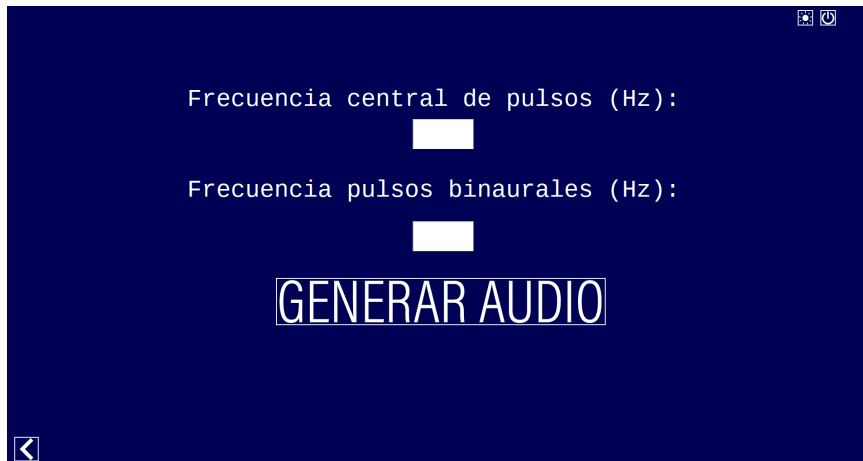 Frecuencia central de pulsos (Hz):
Frecuencia pulsos binaurales (Hz):
GENERAR AUDIO